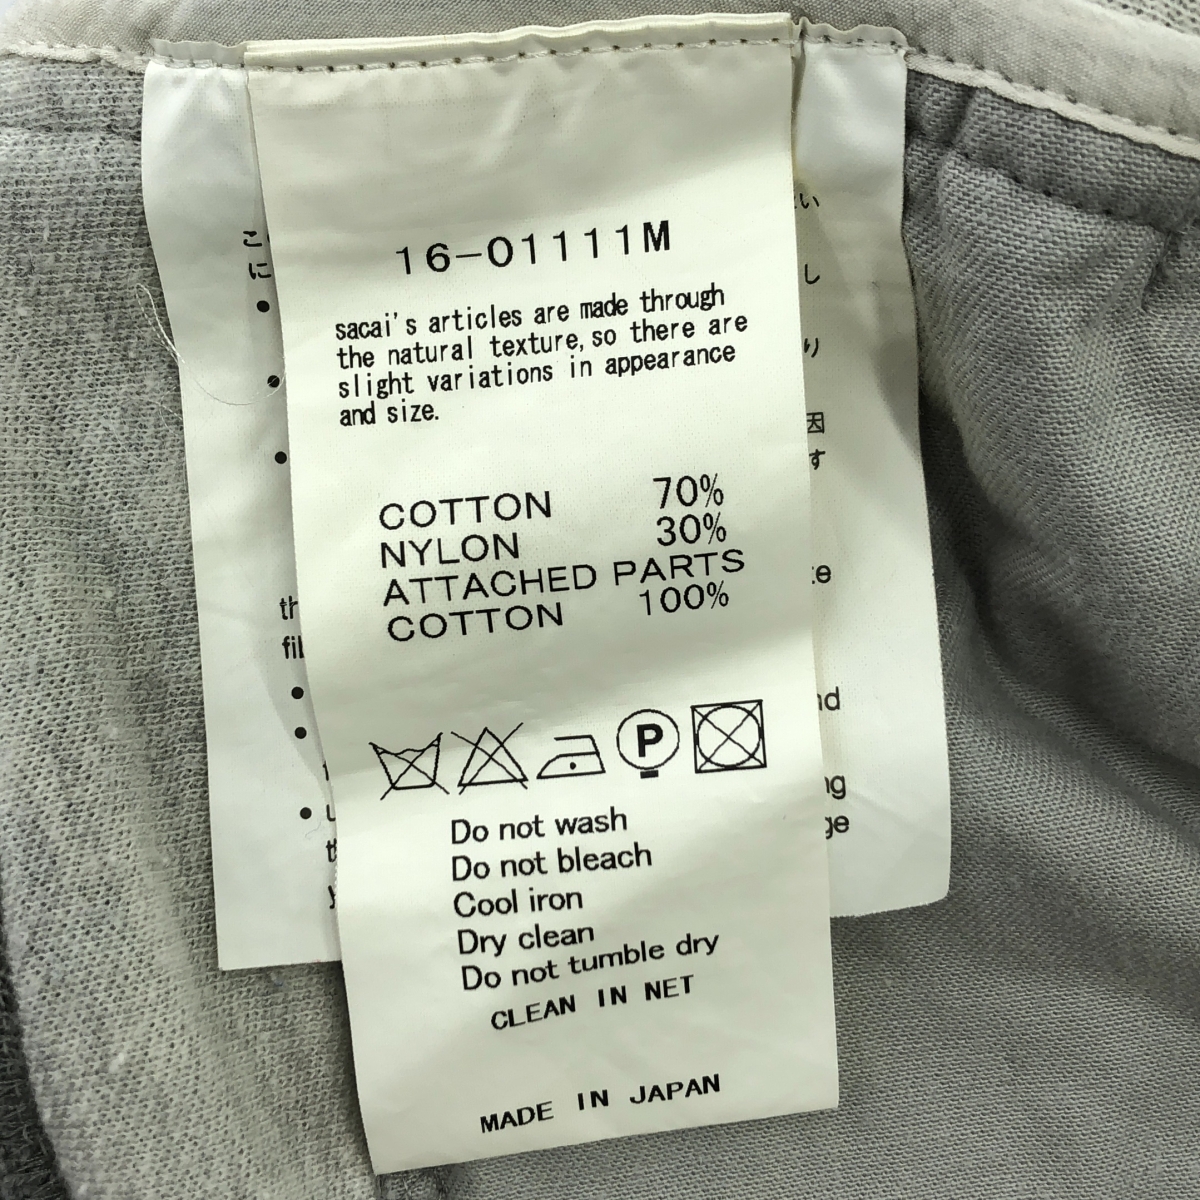 16-01111M
sacai's articles are made through
the natural texture, so there are
slight variations in appearance
and size.
COTTON 70%
NYLON 30%
ATTACHED PARTS
COTTON 100%
P
Do not wash
Do not bleach
Cool iron
Dry clean
Do not tumble dry
CLEAN IN NET
MADE IN JAPAN